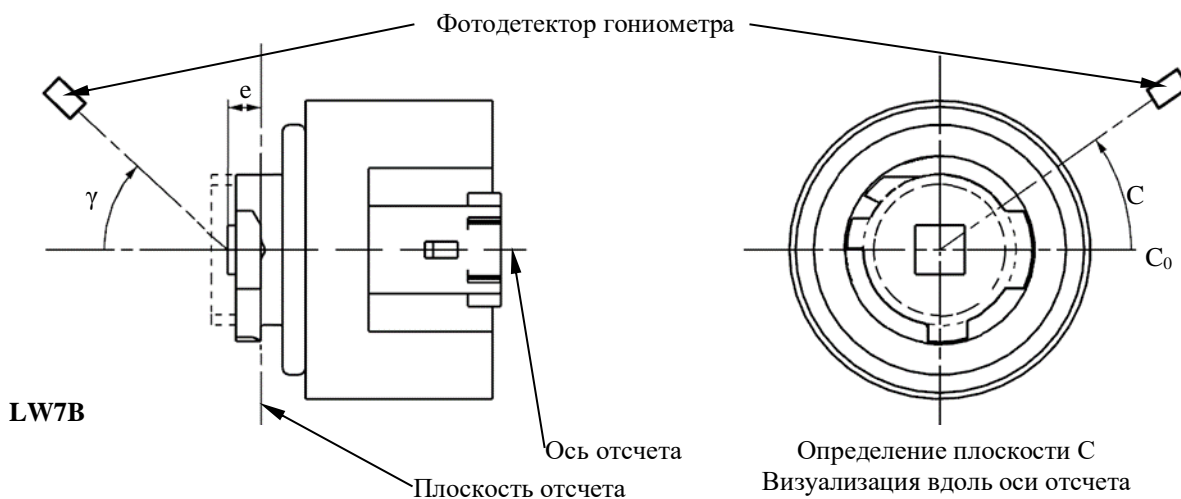 Фотодетектор гониометра
e
γ
C
C₀
LW7B
Ось отсчета
Плоскость отсчета
Определение плоскости C
Визуализация вдоль оси отсчета